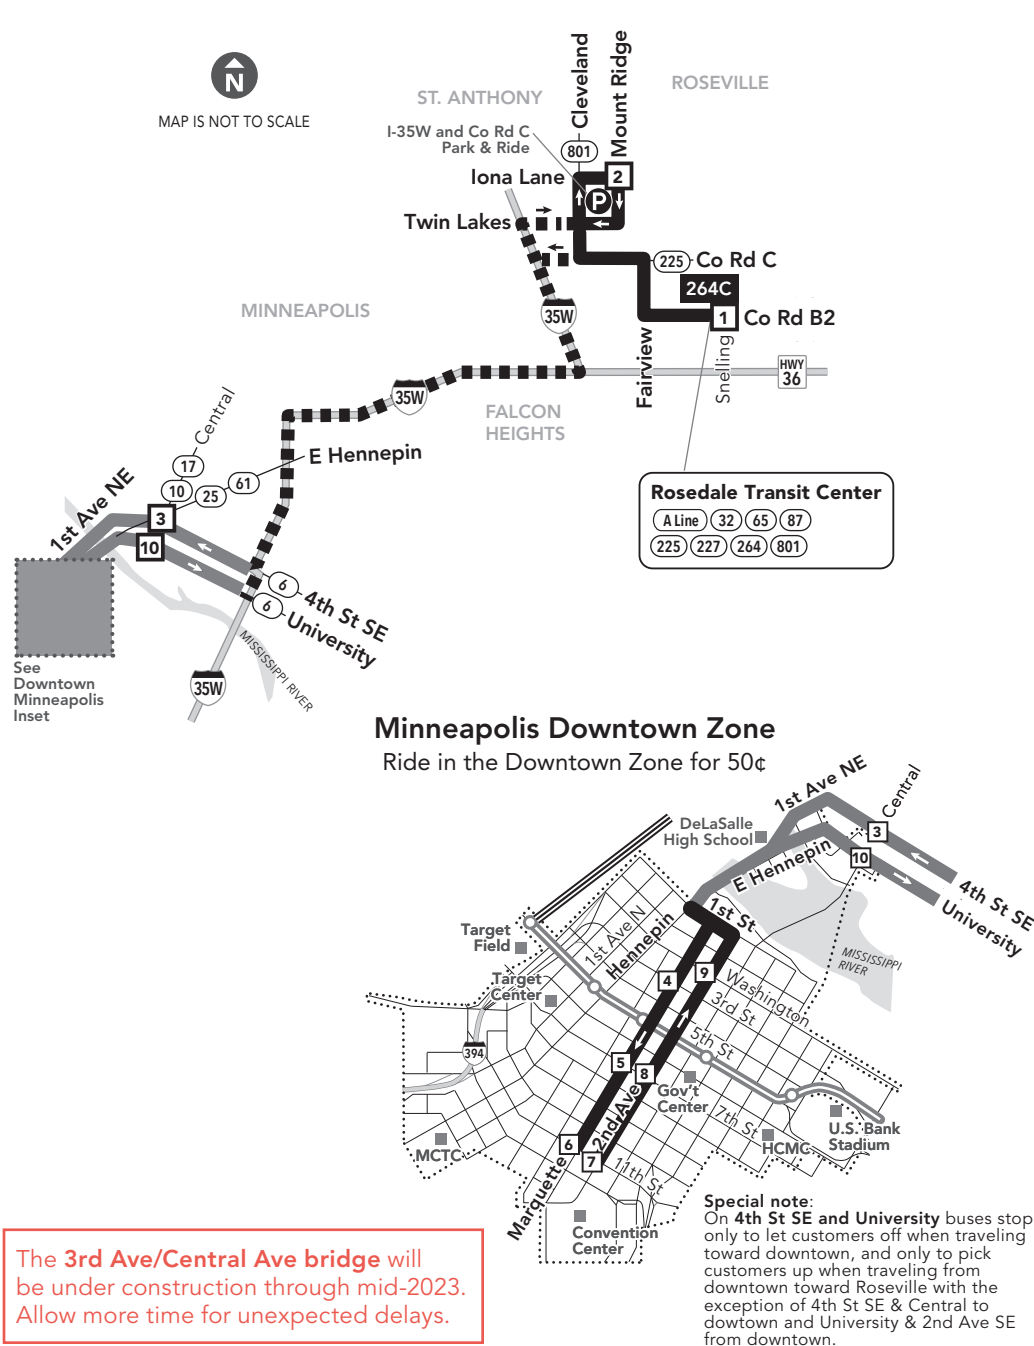 N
MAP IS NOT TO SCALE
ST. ANTHONY
ROSEVILLE
Cleveland
Mount Ridge
I-35W and Co Rd C
Park & Ride
801
Iona Lane
2
P
Twin Lakes
225
Co Rd C
264C
1
Co Rd B2
MINNEAPOLIS
35W
Fairview
Snelling
HWY
36
35W
FALCON
HEIGHTS
Central
17
10
25
61
E Hennepin
1st Ave NE
3
10
Rosedale Transit Center
A Line
32
65
87
225
227
264
801
6
4th St SE
6
University
See
Downtown
Minneapolis
Inset
MISSISSIPPI RIVER
35W
Minneapolis Downtown Zone
Ride in the Downtown Zone for 50¢
1st Ave NE
Central
DeLaSalle
High School
3
10
E Hennepin
4th St SE
University
1st St
Target
Field
1st Ave N
Hennepin
MISSISSIPPI
RIVER
Target
Center
4
9
Washington
3rd St
5th St
394
5
8
Gov't
Center
7th St
2nd Ave
U.S. Bank
Stadium
HCMC
MCTC
6
7
11th St
Marquette
Convention
Center
The 3rd Ave/Central Ave bridge will
be under construction through mid-2023.
Allow more time for unexpected delays.
Special note:
On 4th St SE and University buses stop
only to let customers off when traveling
toward downtown, and only to pick
customers up when traveling from
downtown toward Roseville with the
exception of 4th St SE & Central to
dowtown and University & 2nd Ave SE
from downtown.